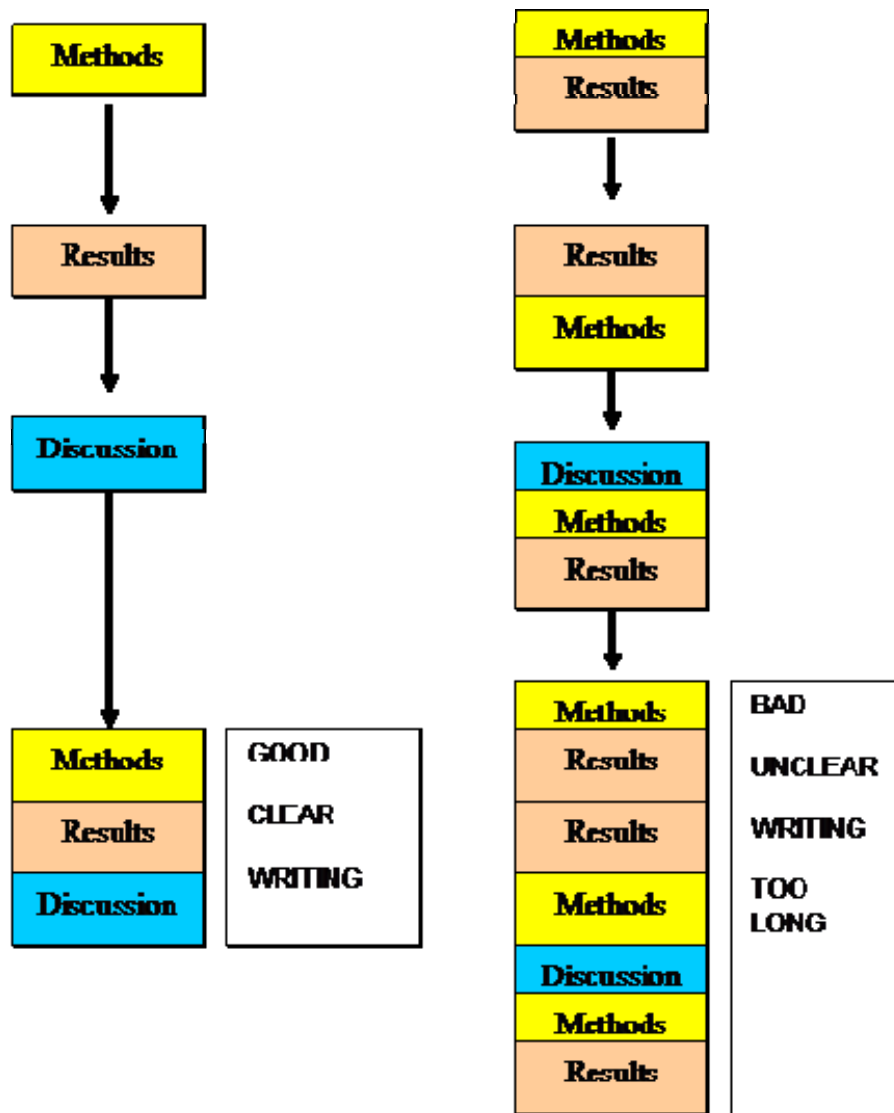 Methods
Results
Discussion
Methods
Results
Discussion
GOOD
CLEAR
WRITING
Methods
Results
Results
Methods
Discussion
Methods
Results
Methods
Results
Results
Methods
Discussion
Methods
Results
BAD
UNCLEAR
WRITING
TOO
LONG